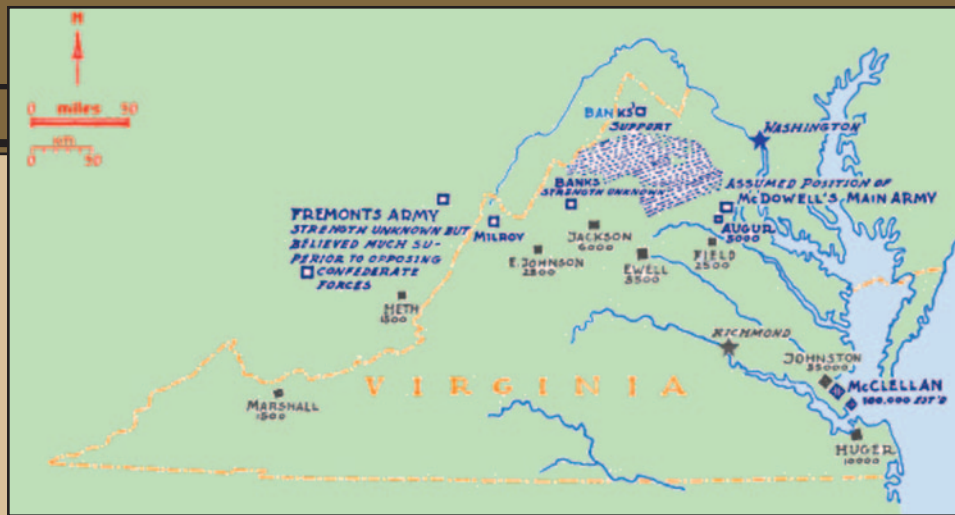 N
0 miles 50
0 50
BANKS'
SUPPORT
WASHINGTON
BANKS
STRENGTH UNKNOWN
ASSUMED POSITION OF
McDOWELL'S MAIN ARMY
AUGUR
5000
FREMONTS ARMY
STRENGTH UNKNOWN BUT
BELIEVED MUCH SU-
PERIOR TO OPPOSING
CONFEDERATE
FORCES
MILROY
JACKSON
6000
E. JOHNSON
2800
EWELL
8500
FIELD
2500
HETH
1500
RICHMOND
JOHNSTON
55000
McCLELLAN
100,000 EST'D
VIRGINIA
MARSHALL
1500
HUGER
10000